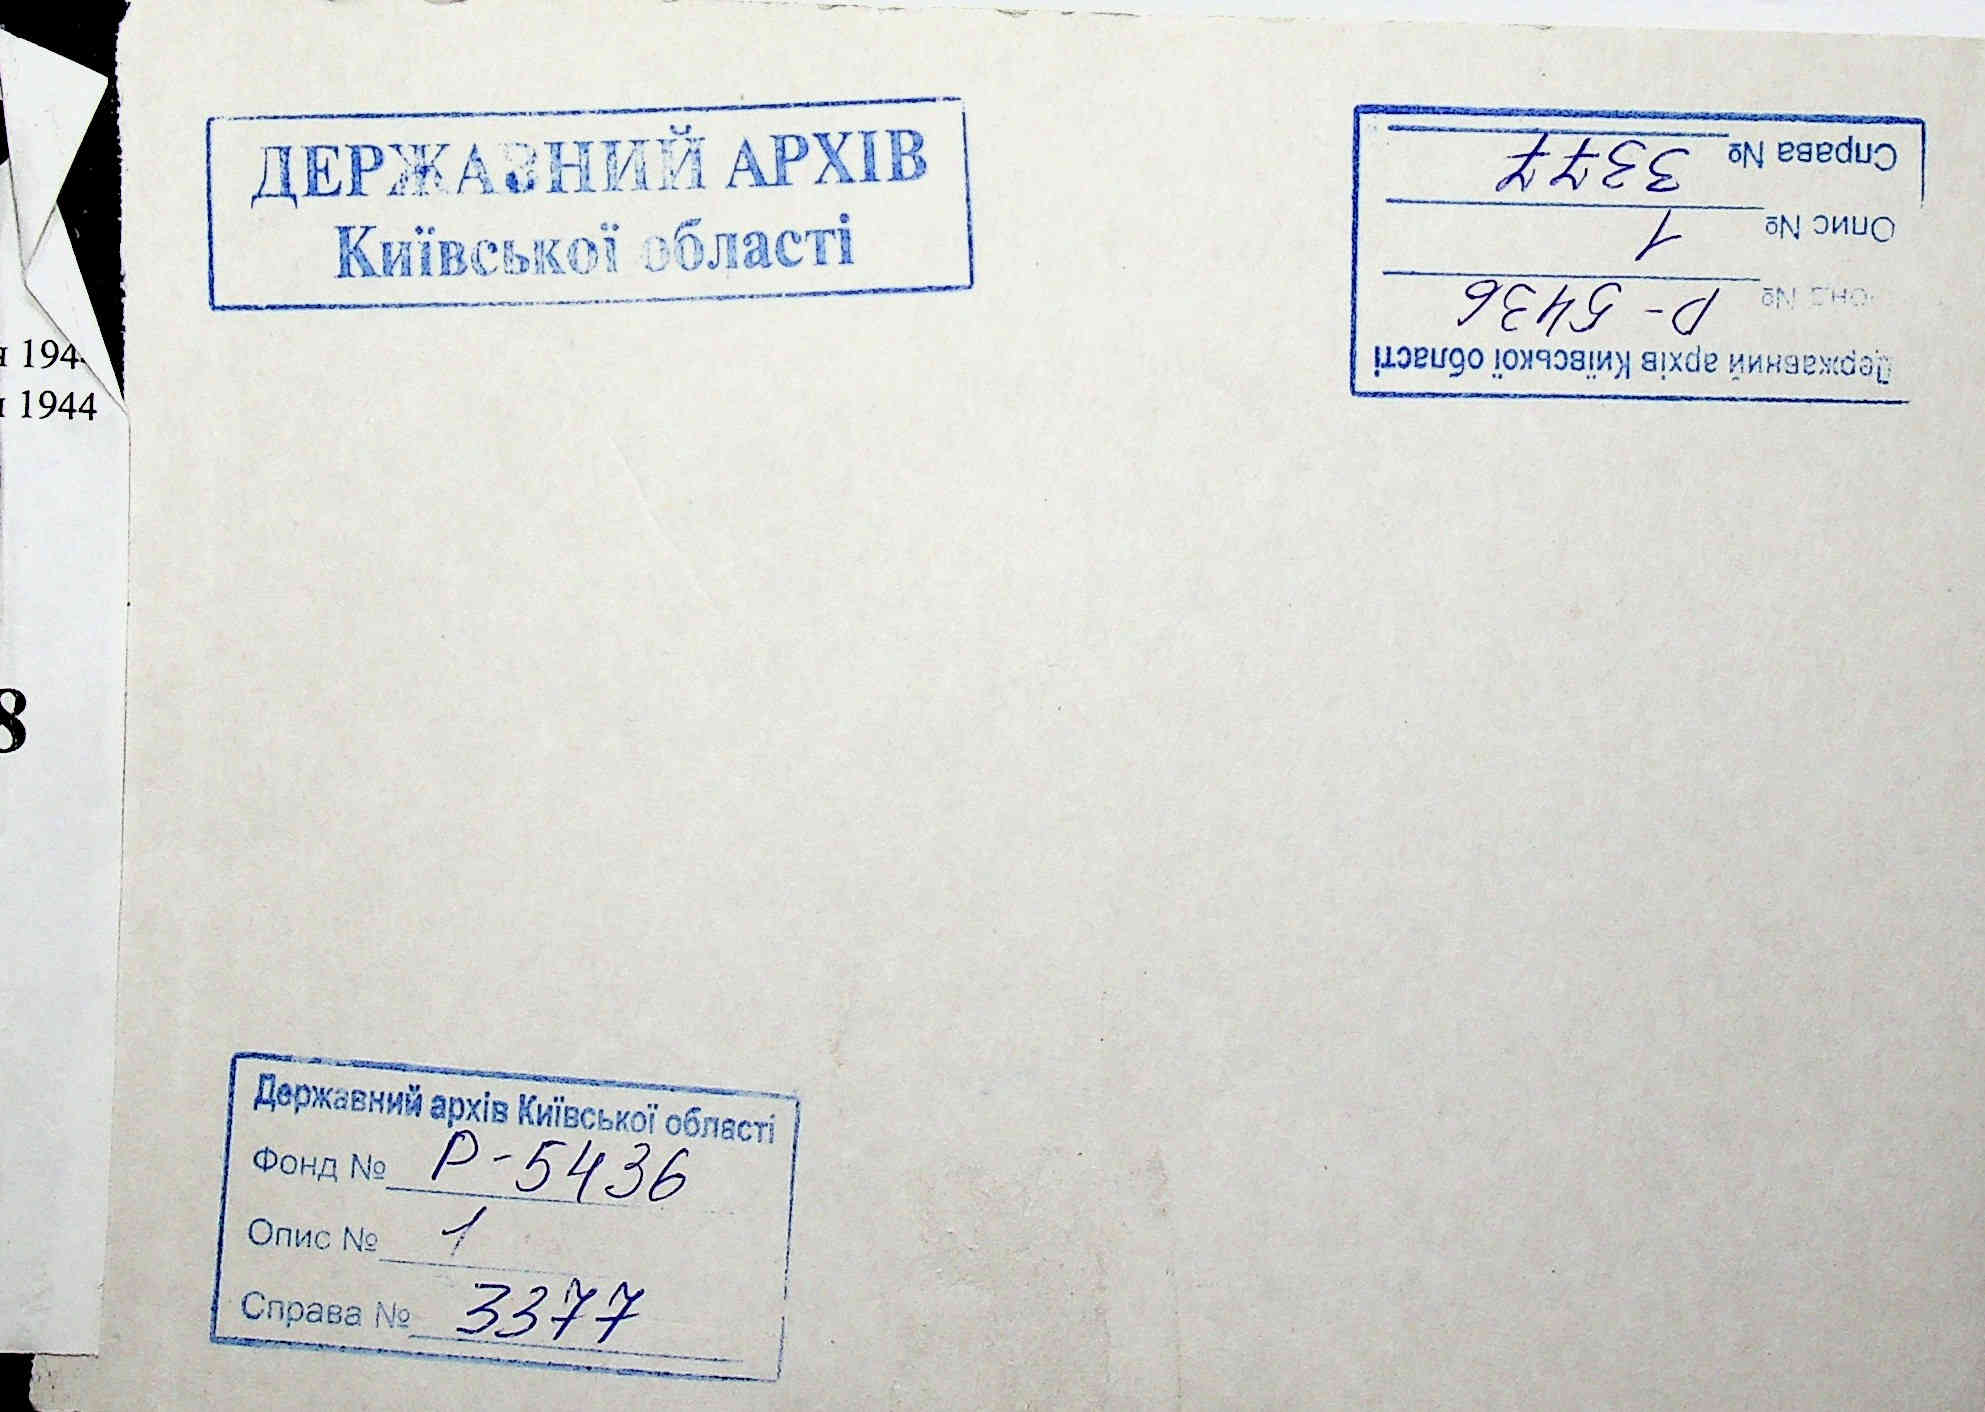 ДЕРЖАВНИЙ АРХІВ
Київської області
Державний архів Київської області
Фонд № Р-5436
Опис № 1
Справа № 3377
1944
8
Державний архів Київської області
Фонд № Р-5436
Опис № 1
Справа № 3377